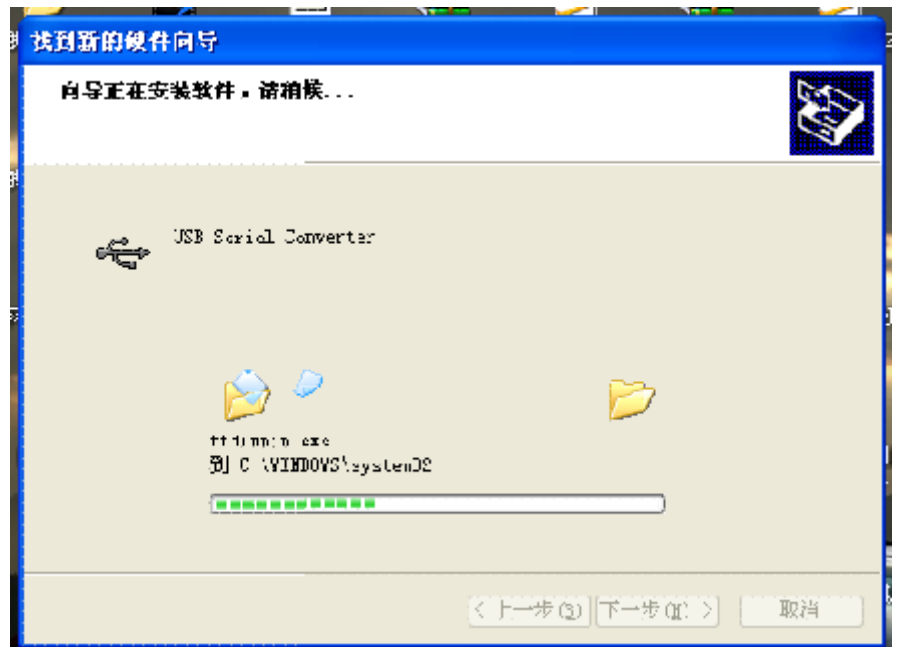 找到新的硬件向导
向导正在安装软件，请稍候...
USB Serial Converter
到 C:\WINDOWS\system32
< 上一步(B)
下一步(N) >
取消